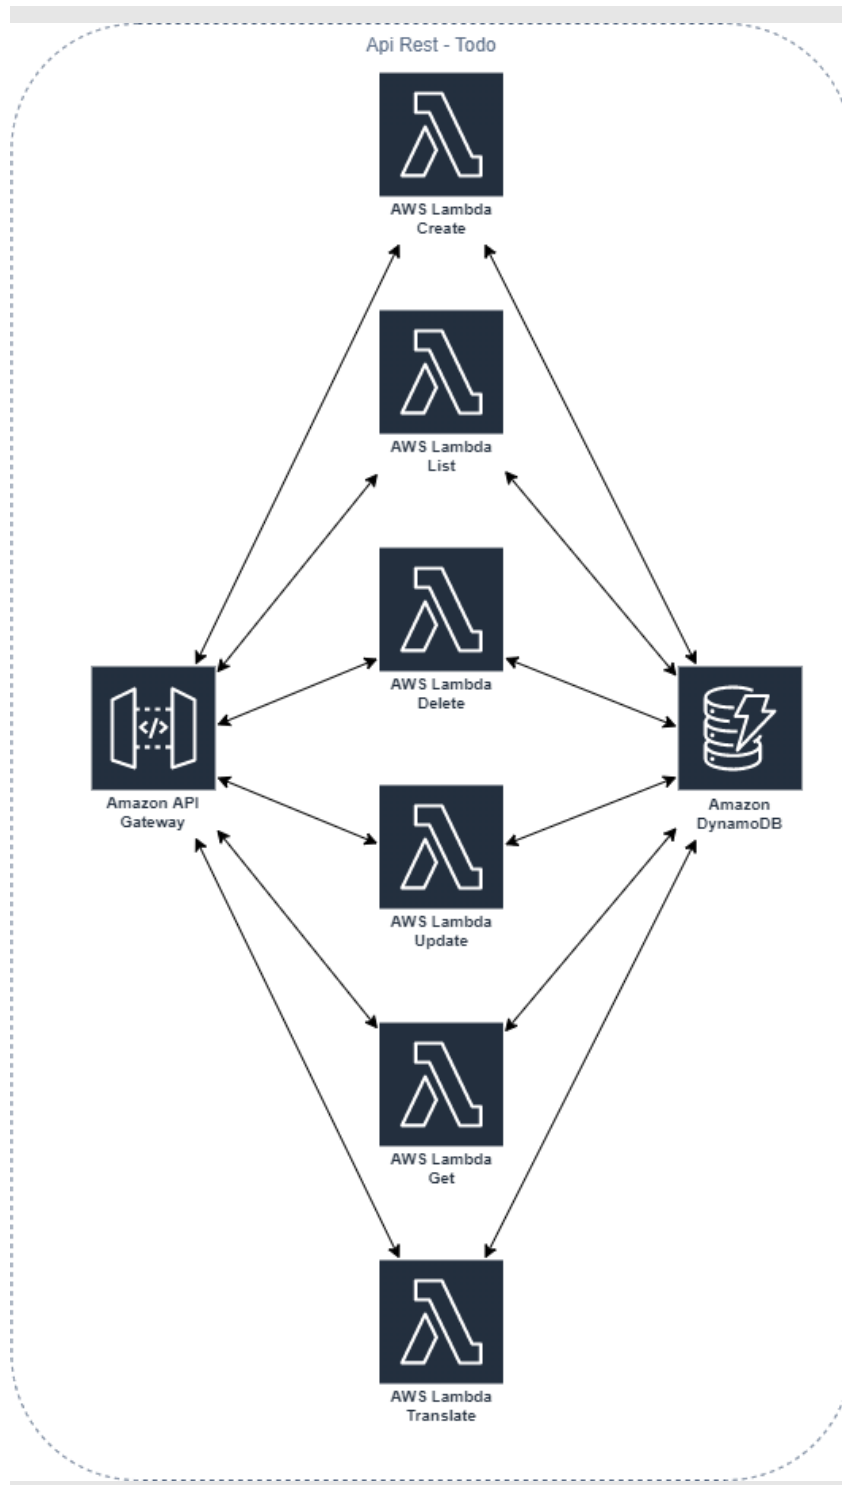 Api Rest - Todo
AWS Lambda
Create
AWS Lambda
List
AWS Lambda
Delete
</>
Amazon API
Gateway
Amazon
DynamoDB
AWS Lambda
Update
AWS Lambda
Get
AWS Lambda
Translate